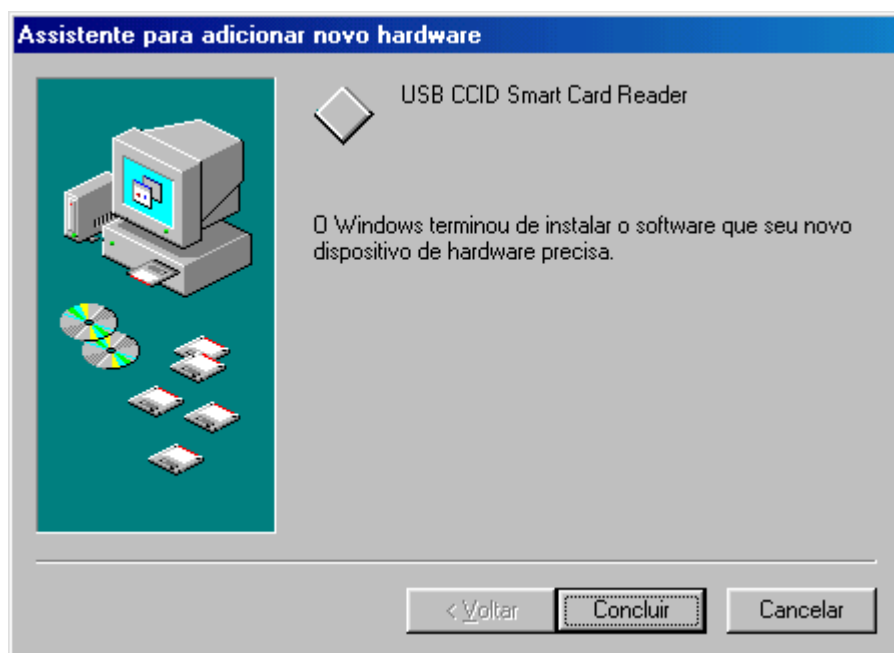 Assistente para adicionar novo hardware
USB CCID Smart Card Reader
O Windows terminou de instalar o software que seu novo
dispositivo de hardware precisa.
< Voltar
Concluir
Cancelar